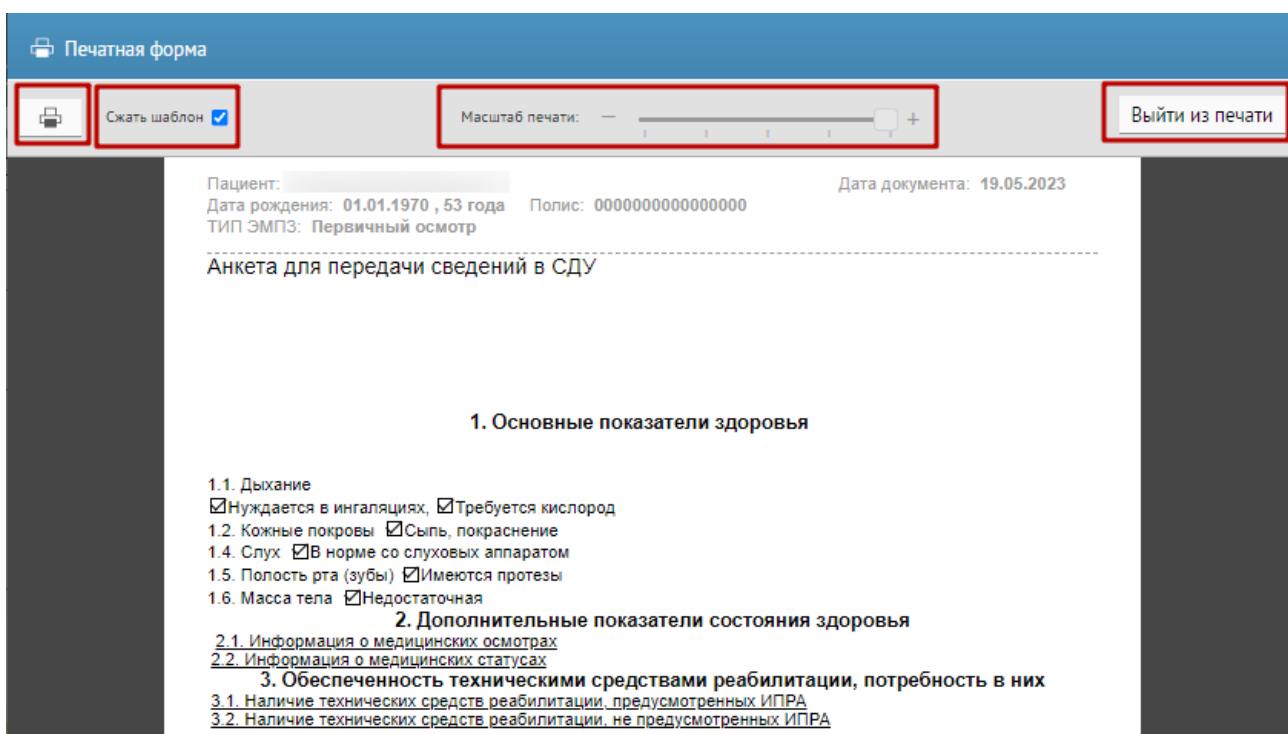 Печатная форма
Сжать шаблон Масштаб печати: — + Выйти из печати
Пациент: Дата документа: 19.05.2023
Дата рождения: 01.01.1970 , 53 года Полис: 0000000000000000
ТИП ЭМПЗ: Первичный осмотр
Анкета для передачи сведений в СДУ
1. Основные показатели здоровья
1.1. Дыхание
☑Нуждается в ингаляциях, ☑Требуется кислород
1.2. Кожные покровы ☑Сыпь, покраснение
1.4. Слух ☑В норме со слуховых аппаратом
1.5. Полость рта (зубы) ☑Имеются протезы
1.6. Масса тела ☑Недостаточная
2. Дополнительные показатели состояния здоровья
2.1. Информация о медицинских осмотрах
2.2. Информация о медицинских статусах
3. Обеспеченность техническими средствами реабилитации, потребность в них
3.1. Наличие технических средств реабилитации, предусмотренных ИПРА
3.2. Наличие технических средств реабилитации, не предусмотренных ИПРА